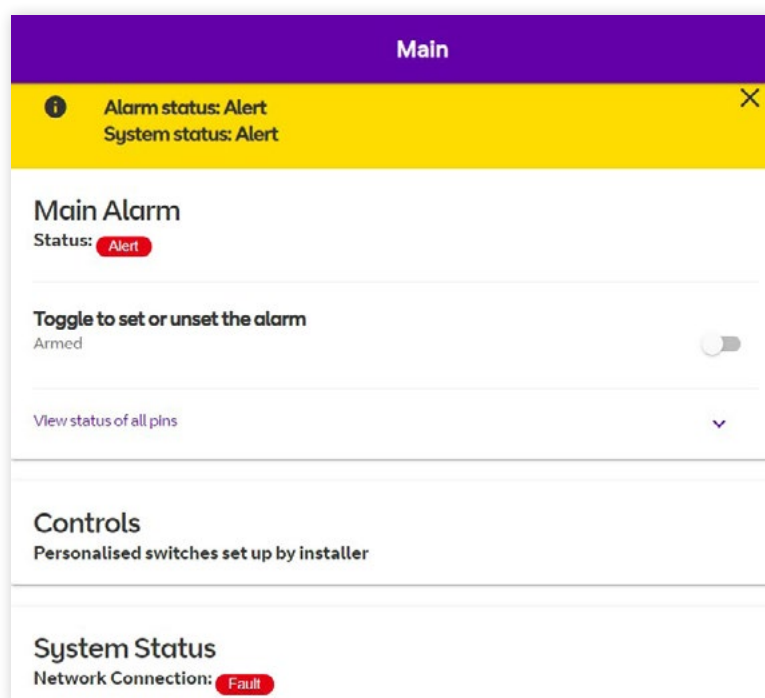 Main
Alarm status: Alert
System status: Alert
Main Alarm
Status: Alert
Toggle to set or unset the alarm
Armed
View status of all pins
Controls
Personalised switches set up by installer
System Status
Network Connection: Fault